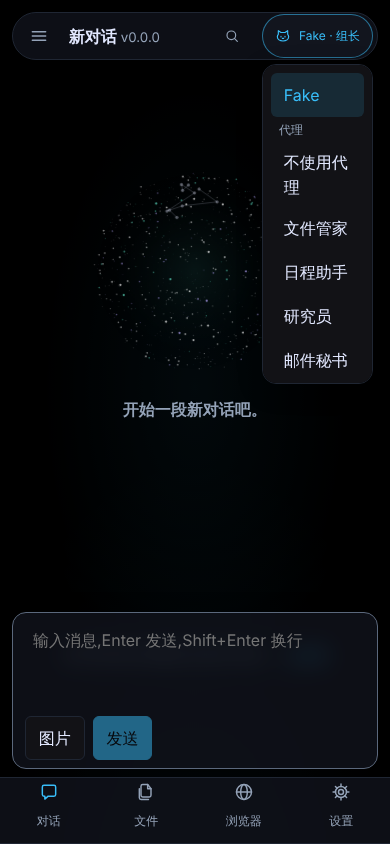 新对话 v0.0.0
Fake · 组长
Fake
代理
不使用代
理
文件管家
日程助手
研究员
邮件秘书
开始一段新对话吧。
输入消息,Enter 发送,Shift+Enter 换行
图片
发送
对话
文件
浏览器
设置